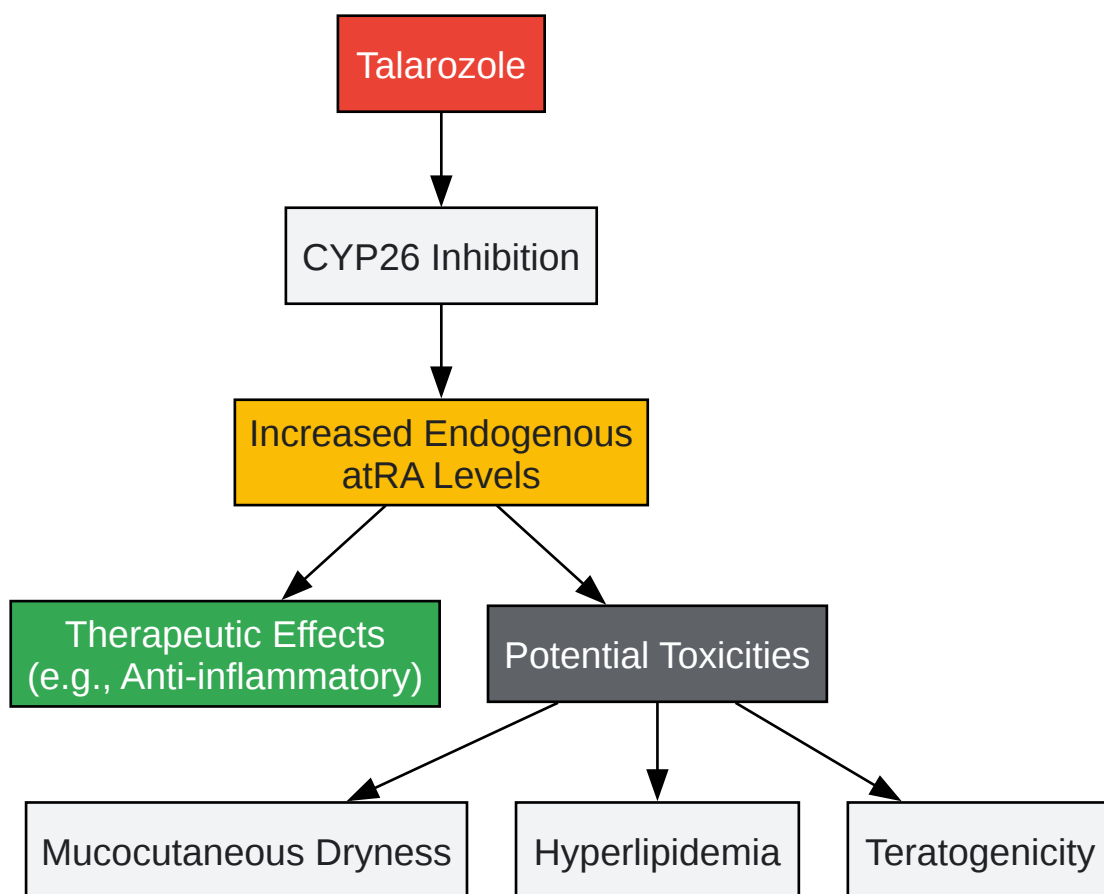 Talarozole
CYP26 Inhibition
Increased Endogenous
atRA Levels
Therapeutic Effects
(e.g., Anti-inflammatory)
Potential Toxicities
Mucocutaneous Dryness
Hyperlipidemia
Teratogenicity